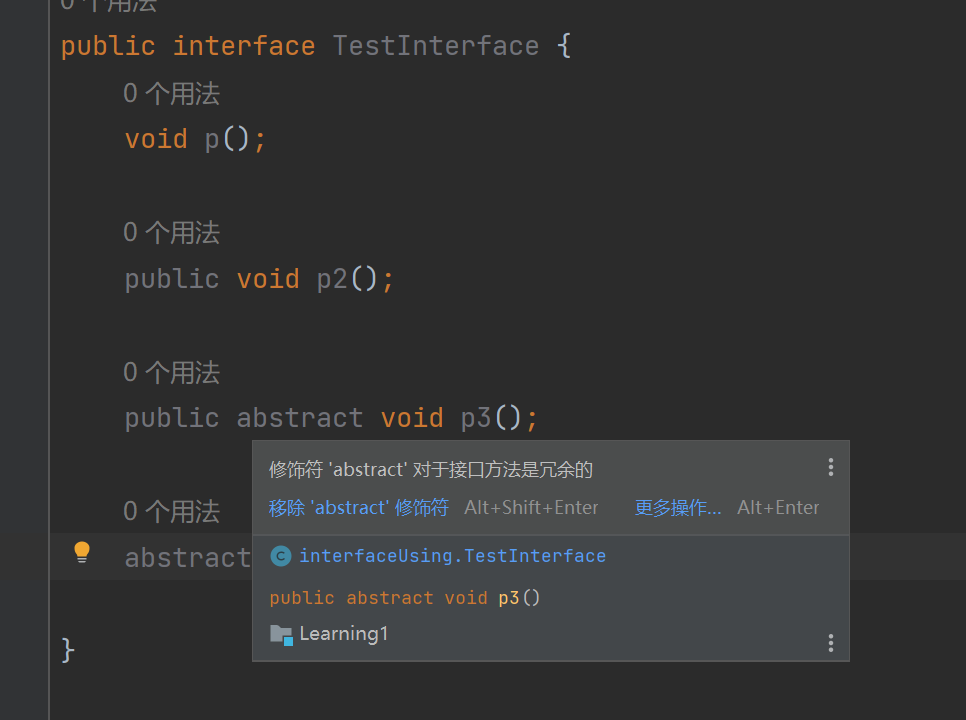 0 个用法
public interface TestInterface {
0 个用法
void p();
0 个用法
public void p2();
0 个用法
public abstract void p3();
修饰符 'abstract' 对于接口方法是冗余的
移除 'abstract' 修饰符 Alt+Shift+Enter 更多操作... Alt+Enter
0 个用法
abstract
C interfaceUsing.TestInterface
public abstract void p3()
Learning1
}